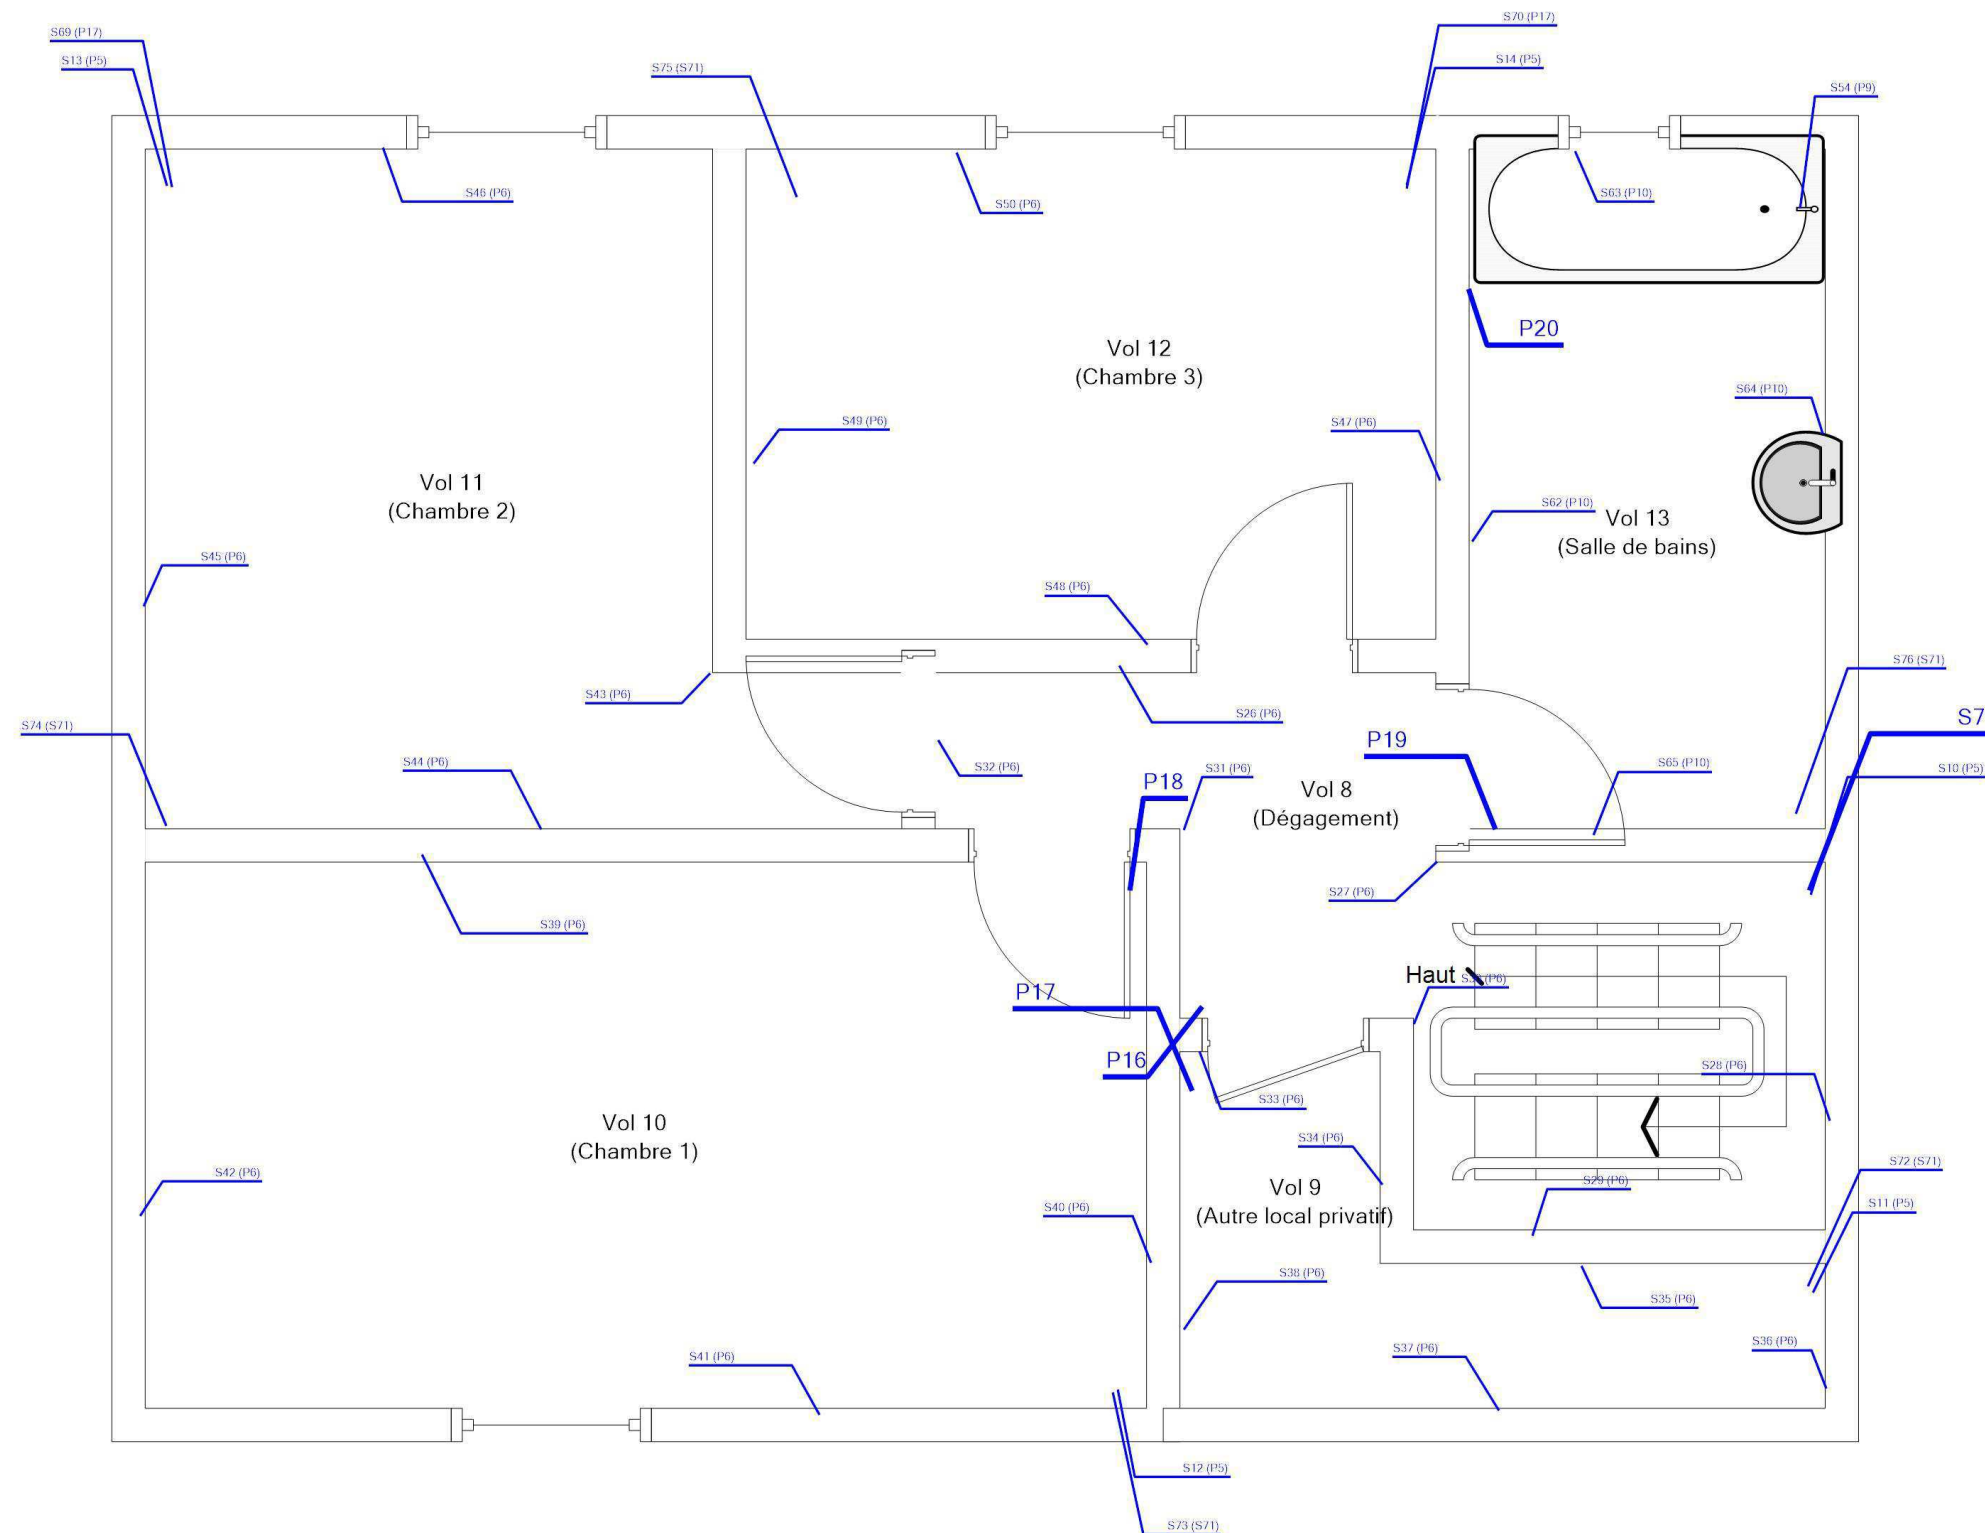 S69 (P17)
S70 (P17)
S13 (P5)
S75 (S71)
S14 (P5)
S54 (P9)
S46 (P6)
S50 (P6)
S63 (P10)
P20
Vol 12
(Chambre 3)
S64 (P10)
S49 (P6)
S47 (P6)
Vol 11
(Chambre 2)
S62 (P10)
Vol 13
(Salle de bains)
S45 (P6)
S48 (P6)
S43 (P6)
S26 (P6)
S76 (S71)
S74 (S71)
S7
P19
S44 (P6)
S32 (P6)
S31 (P6)
S65 (P10)
S10 (P5)
P18
Vol 8
(Dégagement)
S27 (P6)
S39 (P6)
Haut
(P6)
P17
P16
S28 (P6)
S33 (P6)
Vol 10
(Chambre 1)
S34 (P6)
S42 (P6)
S72 (S71)
Vol 9
(Autre local privatif)
S29 (P6)
S11 (P5)
S40 (P6)
S38 (P6)
S35 (P6)
S41 (P6)
S37 (P6)
S36 (P6)
S12 (P5)
S73 (S71)